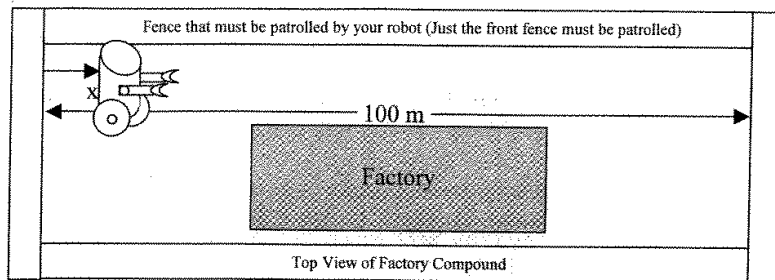 Fence that must be patrolled by your robot (Just the front fence must be patrolled)
x
100 m
Factory
Top View of Factory Compound